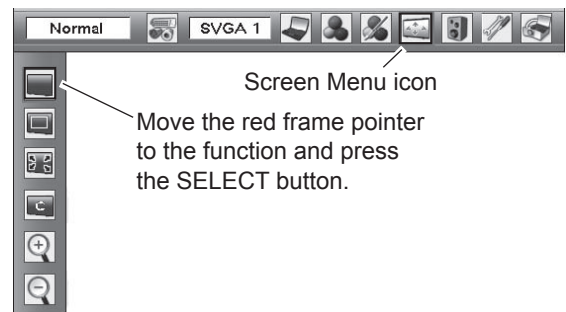 Normal
SVGA 1
Screen Menu icon
Move the red frame pointer
to the function and press
the SELECT button.